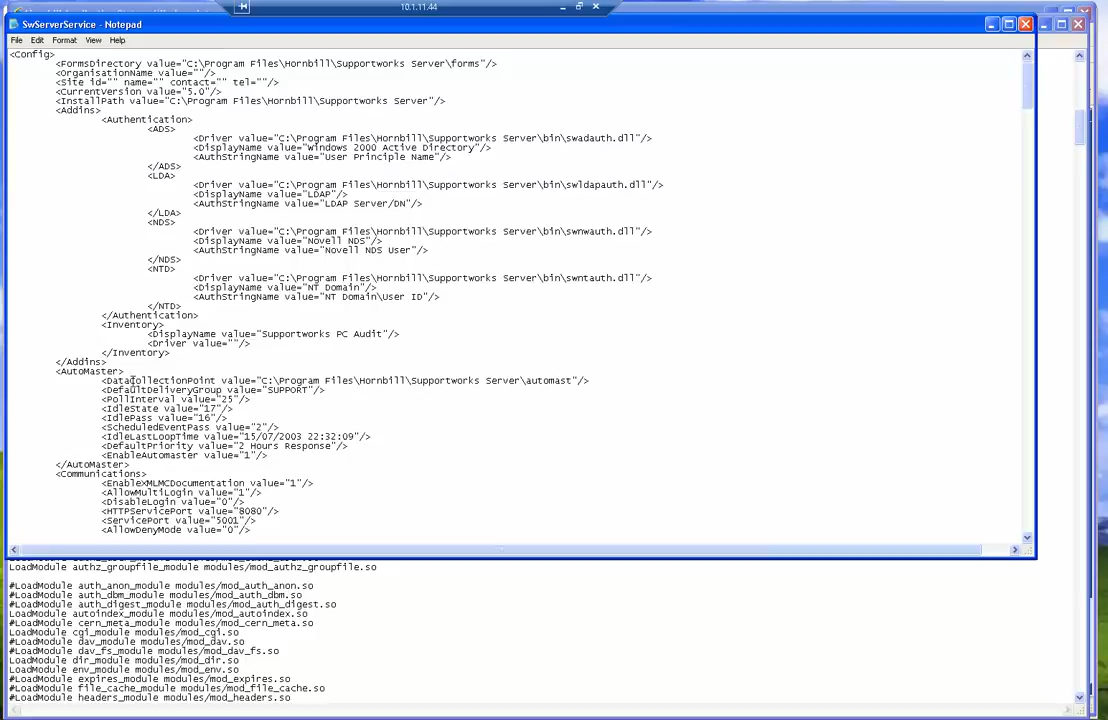 10.1.11.44
SwServerService - Notepad
File Edit Format View Help
<Config>
<FormsDirectory value="C:\Program Files\Hornbill\Supportworks Server\forms"/>
<OrganisationName value=""/>
<Site id="" name="" contact="" tel=""/>
<CurrentVersion value="5.0"/>
<InstallPath value="C:\Program Files\Hornbill\Supportworks Server"/>
<Addins>
<Authentication>
<ADS>
<Driver value="C:\Program Files\Hornbill\Supportworks Server\bin\swadauth.dll"/>
<DisplayName value="Windows 2000 Active Directory"/>
<AuthStringName value="User Principle Name"/>
</ADS>
<LDA>
<Driver value="C:\Program Files\Hornbill\Supportworks Server\bin\swldapauth.dll"/>
<DisplayName value="LDAP"/>
<AuthStringName value="LDAP Server/DN"/>
</LDA>
<NDS>
<Driver value="C:\Program Files\Hornbill\Supportworks Server\bin\swnwauth.dll"/>
<DisplayName value="Novell NDS"/>
<AuthStringName value="Novell NDS User"/>
</NDS>
<NTD>
<Driver value="C:\Program Files\Hornbill\Supportworks Server\bin\swntauth.dll"/>
<DisplayName value="NT Domain"/>
<AuthStringName value="NT Domain\User ID"/>
</NTD>
</Authentication>
<Inventory>
<DisplayName value="Supportworks PC Audit"/>
<Driver value=""/>
</Inventory>
</Addins>
<AutoMaster>
<DataCollectionPoint value="C:\Program Files\Hornbill\Supportworks Server\automast"/>
<DefaultDeliveryGroup value="SUPPORT"/>
<PollInterval value="25"/>
<IdleState value="17"/>
<IdlePass value="16"/>
<ScheduledEventPass value="2"/>
<IdleLastLoopTime value="15/07/2003 22:32:09"/>
<DefaultPriority value="2 Hours Response"/>
<EnableAutomaster value="1"/>
</AutoMaster>
<Communications>
<EnableXMLMCDocumentation value="1"/>
<AllowMultiLogin value="1"/>
<DisableLogin value="0"/>
<HTTPServicePort value="8080"/>
<ServicePort value="5001"/>
<AllowDenyMode value="0"/>
LoadModule authz_groupfile_module modules/mod_authz_groupfile.so
#LoadModule auth_anon_module modules/mod_auth_anon.so
#LoadModule auth_dbm_module modules/mod_auth_dbm.so
#LoadModule auth_digest_module modules/mod_auth_digest.so
LoadModule autoindex_module modules/mod_autoindex.so
#LoadModule cern_meta_module modules/mod_cern_meta.so
LoadModule cgi_module modules/mod_cgi.so
#LoadModule dav_module modules/mod_dav.so
#LoadModule dav_fs_module modules/mod_dav_fs.so
LoadModule dir_module modules/mod_dir.so
LoadModule env_module modules/mod_env.so
#LoadModule expires_module modules/mod_expires.so
#LoadModule file_cache_module modules/mod_file_cache.so
#LoadModule headers_module modules/mod_headers.so